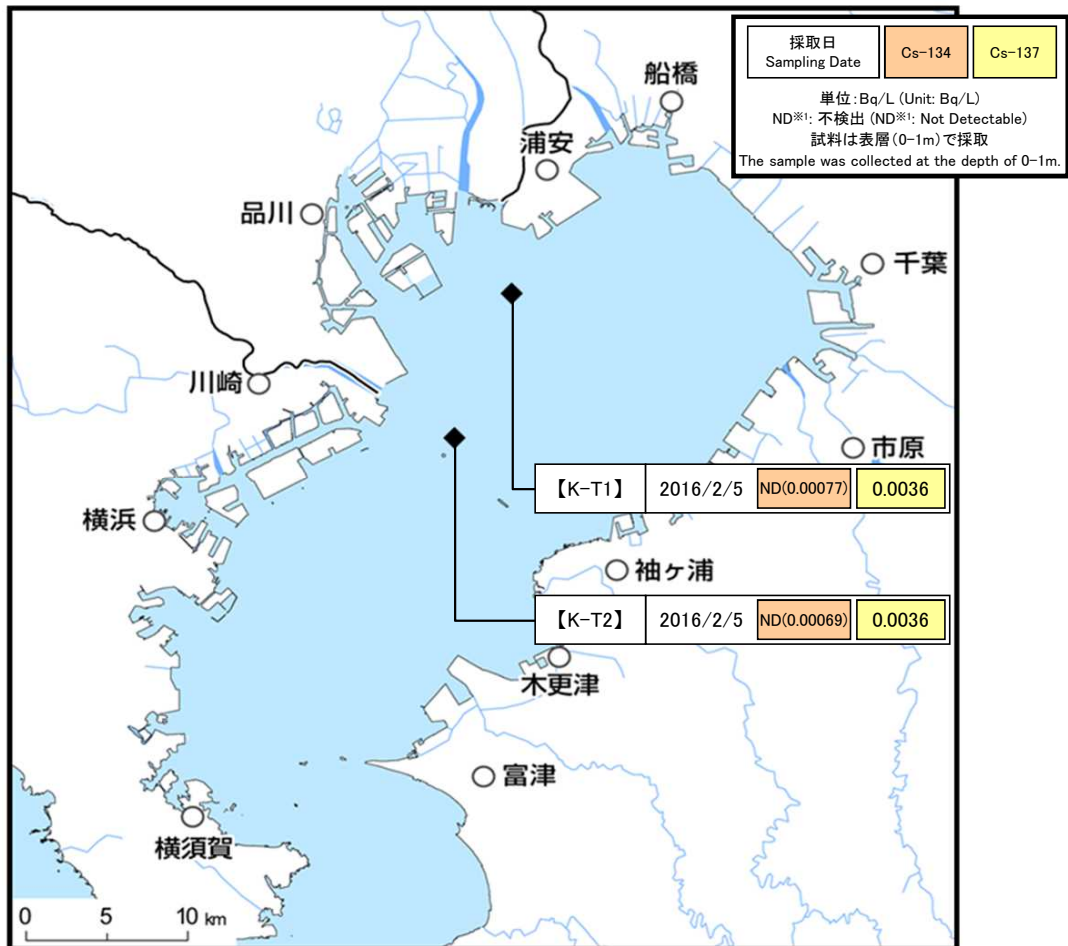 採取日
Sampling Date
Cs-134
Cs-137
単位:Bq/L (Unit: Bq/L)
ND※1: 不検出 (ND※1: Not Detectable)
試料は表層(0-1m)で採取
The sample was collected at the depth of 0-1m.
船橋
浦安
品川
千葉
川崎
市原
【K-T1】 2016/2/5 ND(0.00077) 0.0036
横浜
袖ヶ浦
【K-T2】 2016/2/5 ND(0.00069) 0.0036
木更津
富津
横須賀
0 5 10 km